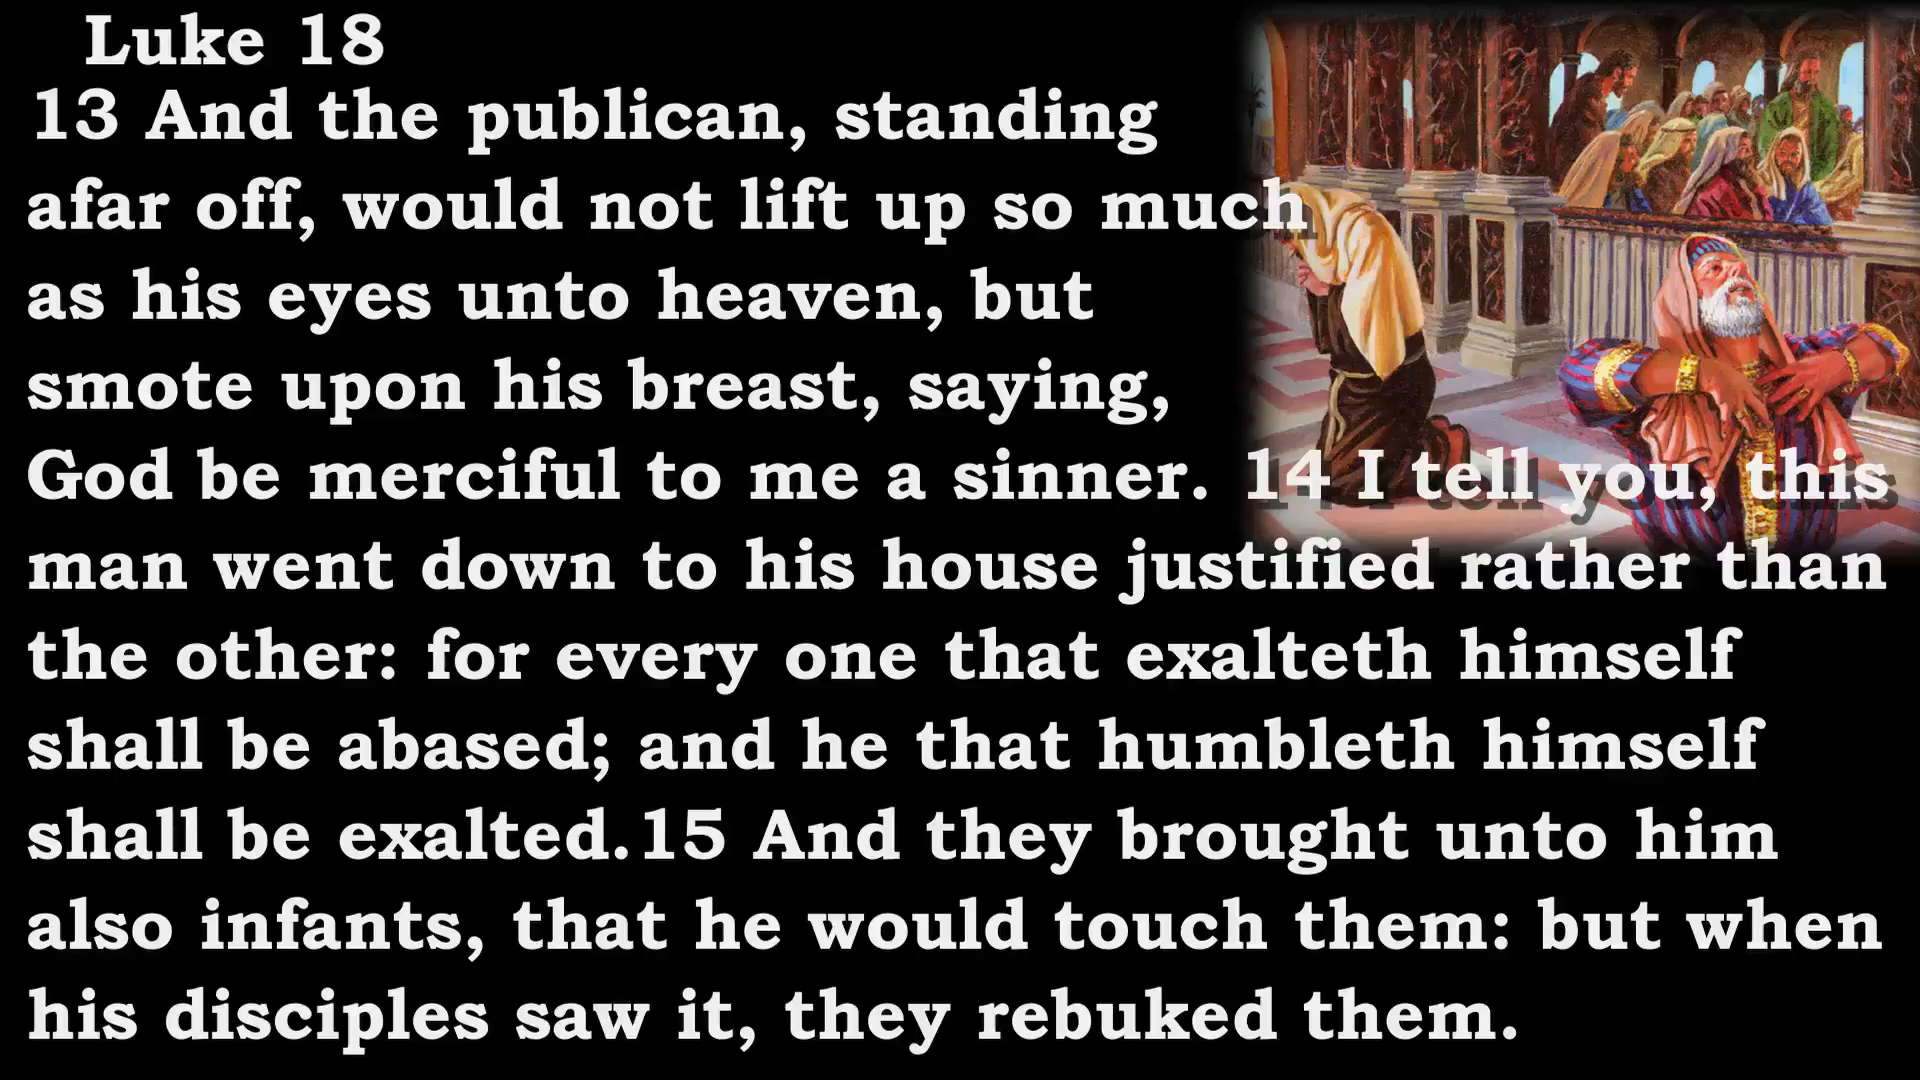 Luke 18
13 And the publican, standing
afar off, would not lift up so much
as his eyes unto heaven, but
smote upon his breast, saying,
God be merciful to me a sinner. 14 I tell you, this
man went down to his house justified rather than
the other: for every one that exalteth himself
shall be abased; and he that humbleth himself
shall be exalted.15 And they brought unto him
also infants, that he would touch them: but when
his disciples saw it, they rebuked them.